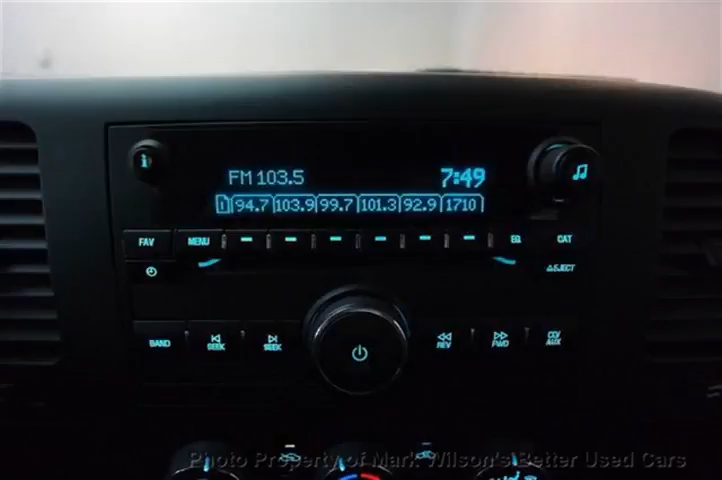 FM 103.5 7:49
1 94.7 103.9 99.7 101.3 92.9 1710
FAV MENU EQ CAT
EJECT
BAND SEEK SEEK REV FWD CD/AUX
Photo Property of Mark Wilson's Better Used Cars